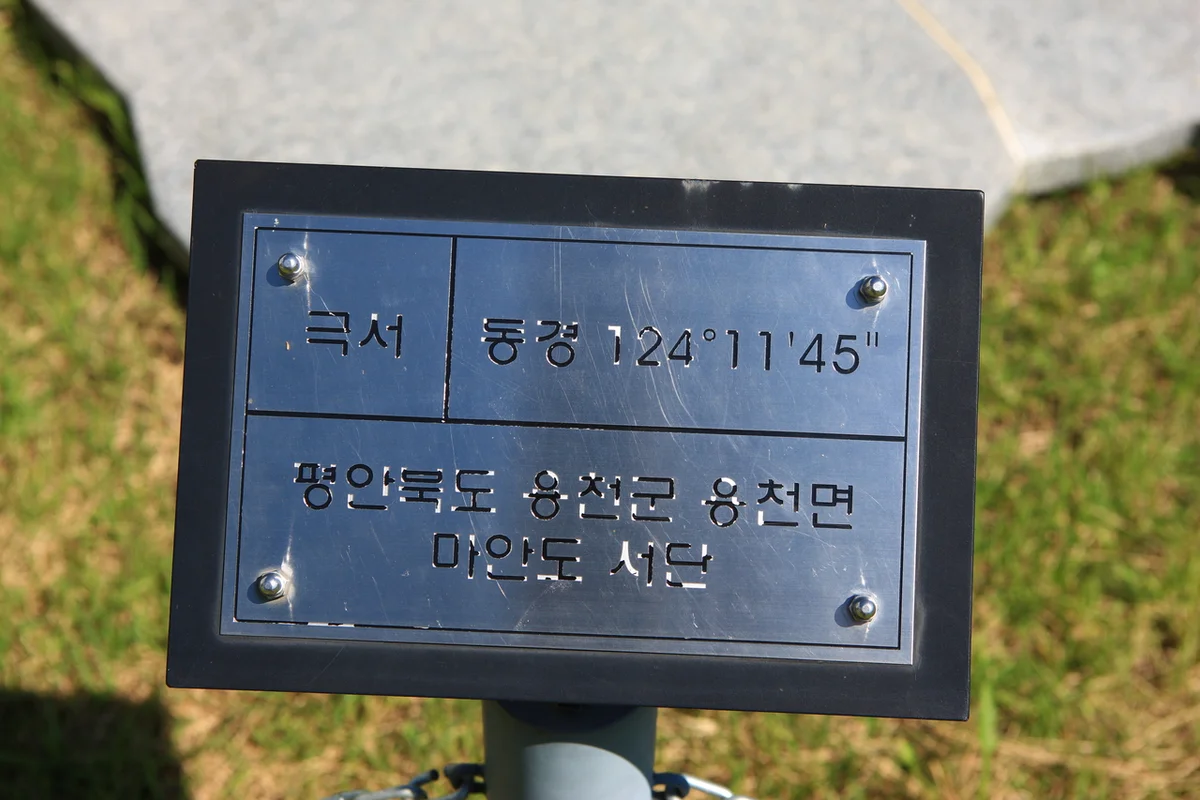 극서
동경 124°11'45"
평안북도 용천군 용천면
마안도 서단